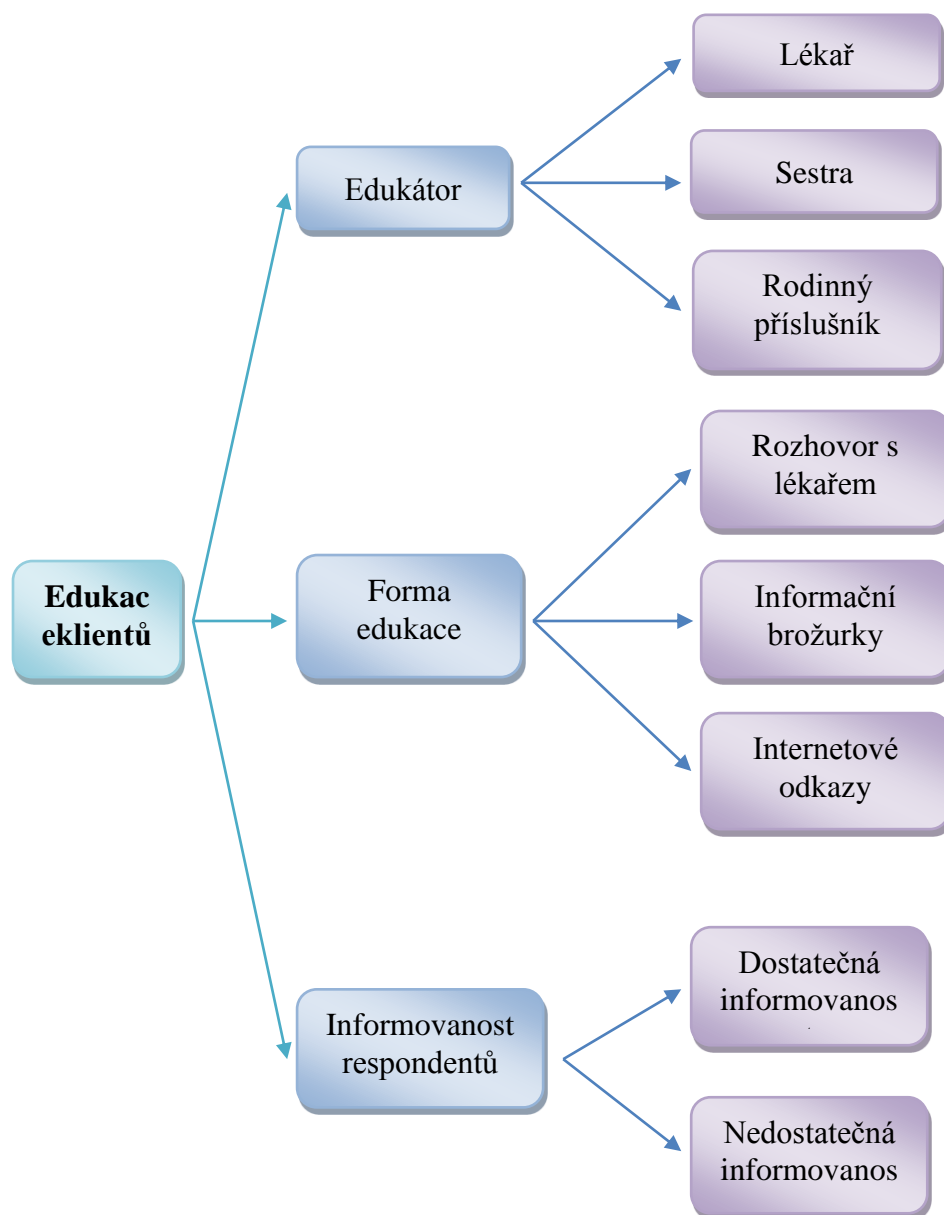 Lékař
Edukátor
Sestra
Rodinný
příslušník
Rozhovor s
lékařem
Edukac
eklientů
Forma
edukace
Informační
brožurky
Internetové
odkazy
Informovanost
respondentů
Dostatečná
informovanos
Nedostatečná
informovanos